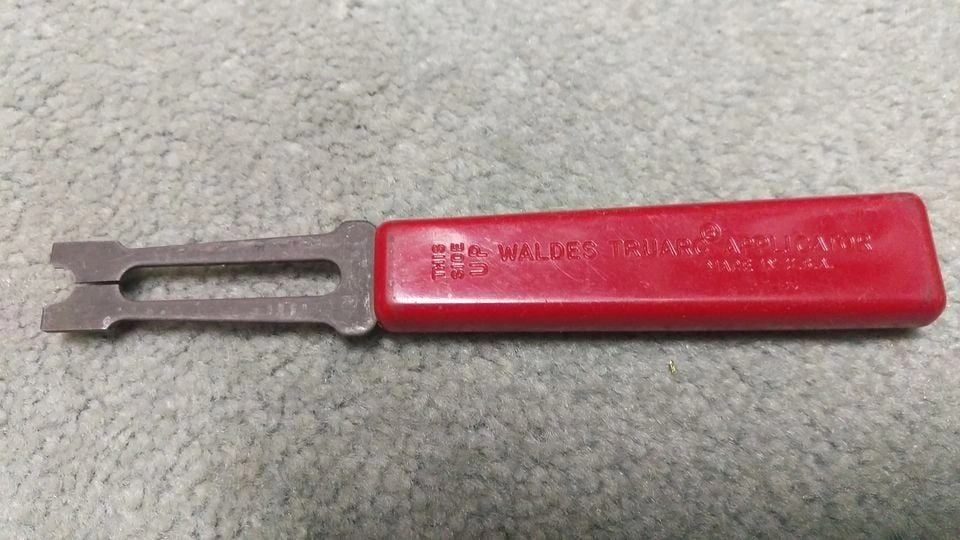 THIS
SIDE
UP
WALDES TRUARC® APPLICATOR
MADE IN U.S.A.